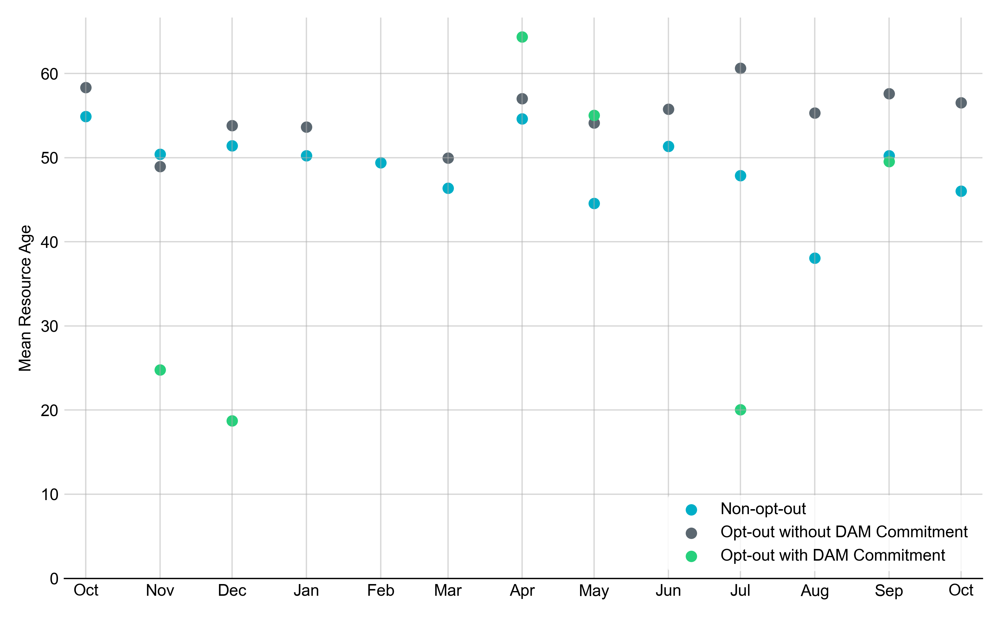 Mean Resource Age
60
50
40
30
20
10
0
Oct Nov Dec Jan Feb Mar Apr May Jun Jul Aug Sep Oct
Non-opt-out
Opt-out without DAM Commitment
Opt-out with DAM Commitment